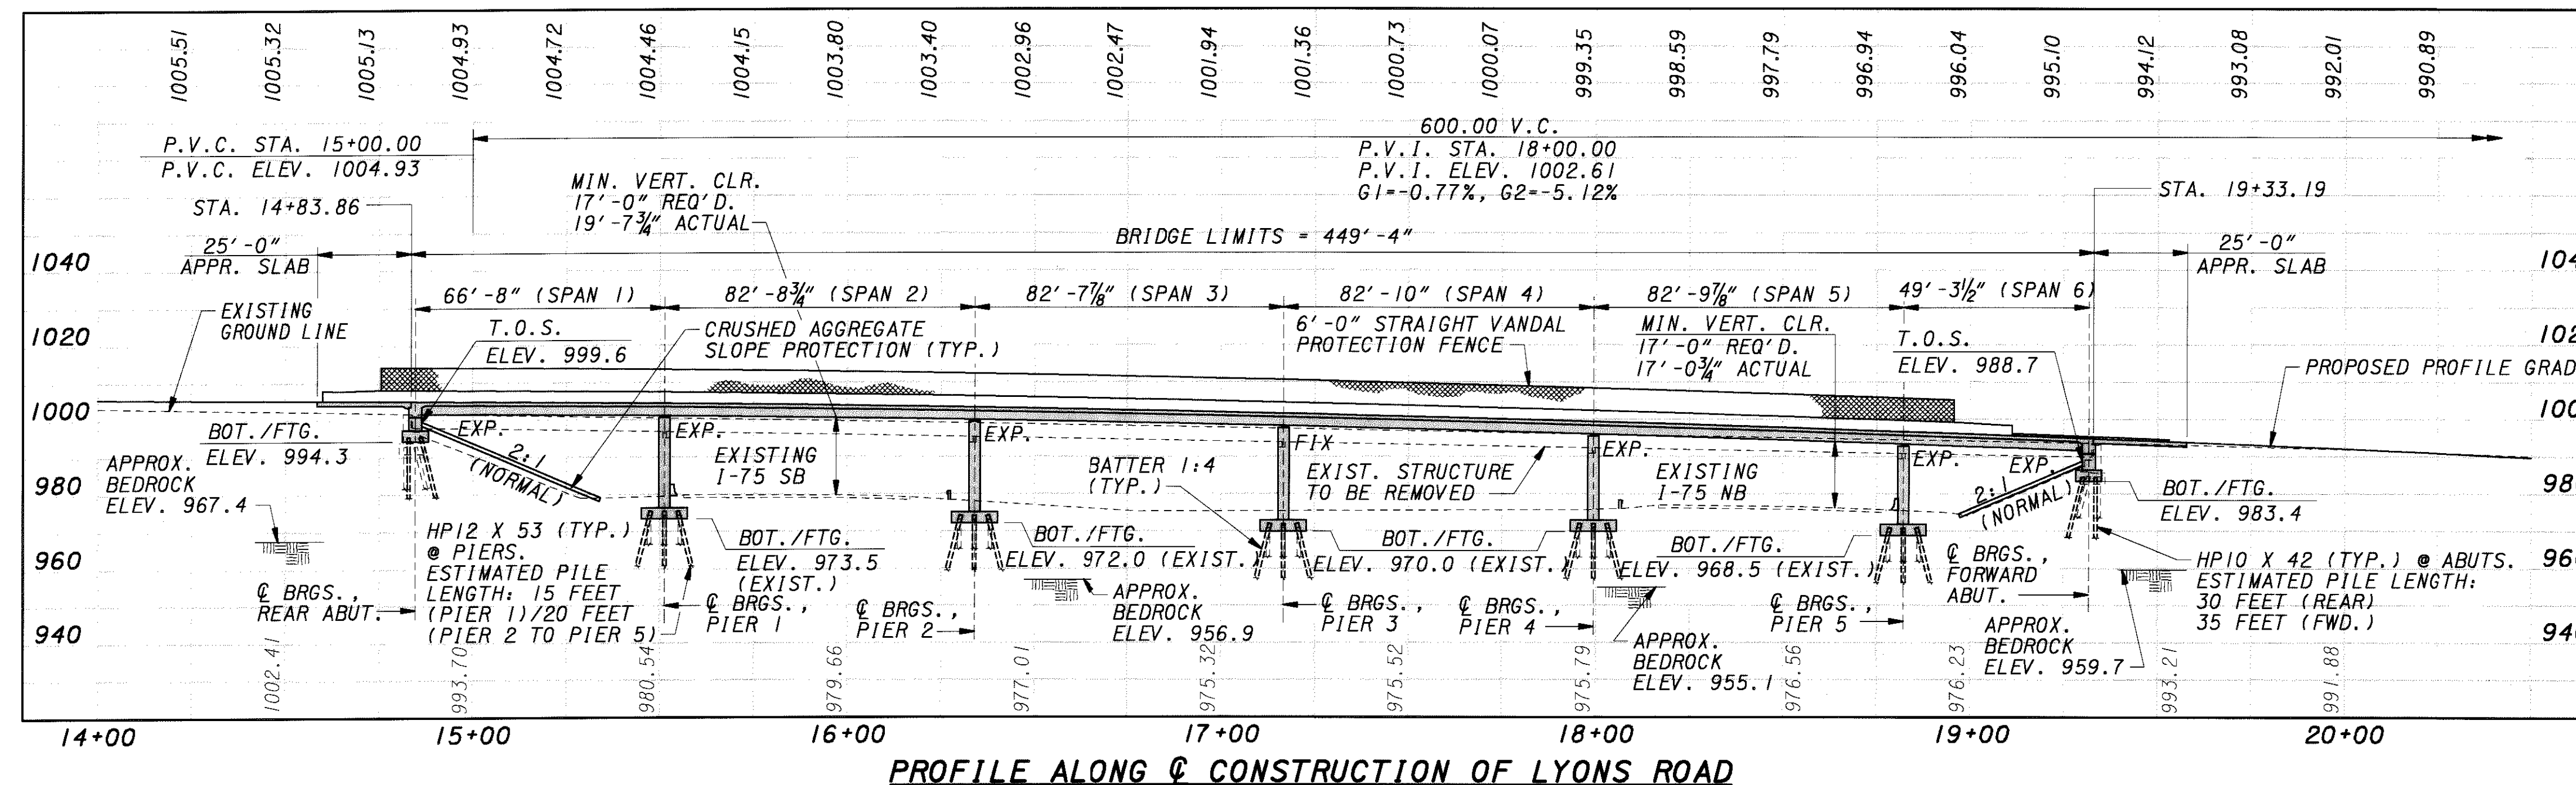 1005.51 1005.32 1005.13 1004.93 1004.72 1004.46 1004.15 1003.80 1003.40 1002.96 1002.47 1001.94 1001.36 1000.73 1000.07 999.35 998.59 997.79 996.94 996.04 995.10 994.12 993.08 992.01 990.89
P.V.C. STA. 15+00.00
P.V.C. ELEV. 1004.93
600.00 V.C.
P.V.I. STA. 18+00.00
P.V.I. ELEV. 1002.61
G1=-0.77%, G2=-5.12%
STA. 14+83.86
MIN. VERT. CLR.
17'-0" REQ'D.
19'-7¾" ACTUAL
STA. 19+33.19
25'-0"
APPR. SLAB
BRIDGE LIMITS = 449'-4"
25'-0"
APPR. SLAB
1040
104
66'-8" (SPAN 1)
82'-8¾" (SPAN 2)
82'-7⅞" (SPAN 3)
82'-10" (SPAN 4)
82'-9⅞" (SPAN 5)
49'-3½" (SPAN 6)
EXISTING
GROUND LINE
T.O.S.
ELEV. 999.6
CRUSHED AGGREGATE
SLOPE PROTECTION (TYP.)
6'-0" STRAIGHT VANDAL
PROTECTION FENCE
MIN. VERT. CLR.
17'-0" REQ'D.
17'-0¾" ACTUAL
T.O.S.
ELEV. 988.7
1020
102
PROPOSED PROFILE GRAD
1000
100
BOT./FTG.
ELEV. 994.3
EXP.
EXP.
EXP.
FIX
EXP.
EXP.
EXP.
2:1
(NORMAL)
EXISTING
I-75 SB
BATTER 1:4
(TYP.)
EXIST. STRUCTURE
TO BE REMOVED
EXISTING
I-75 NB
2:1
(NORMAL)
APPROX.
BEDROCK
ELEV. 967.4
980
98
BOT./FTG.
ELEV. 983.4
HP12 X 53 (TYP.)
@ PIERS.
ESTIMATED PILE
LENGTH: 15 FEET
(PIER 1)/20 FEET
(PIER 2 TO PIER 5)
BOT./FTG.
ELEV. 973.5
(EXIST.)
BOT./FTG.
ELEV. 972.0 (EXIST.)
BOT./FTG.
ELEV. 970.0 (EXIST.)
BOT./FTG.
ELEV. 968.5 (EXIST.)
960
96
℄ BRGS.,
REAR ABUT.
℄ BRGS.,
PIER 1
℄ BRGS.,
PIER 2
APPROX.
BEDROCK
ELEV. 956.9
℄ BRGS.,
PIER 3
℄ BRGS.,
PIER 4
APPROX.
BEDROCK
ELEV. 955.1
℄ BRGS.,
PIER 5
℄ BRGS.,
FORWARD
ABUT.
APPROX.
BEDROCK
ELEV. 959.7
HP10 X 42 (TYP.) @ ABUTS.
ESTIMATED PILE LENGTH:
30 FEET (REAR)
35 FEET (FWD.)
940
94
1002.41 993.70 980.54 979.66 977.01 975.32 975.52 975.79 976.56 976.23 993.21 991.88
14+00 15+00 16+00 17+00 18+00 19+00 20+00
PROFILE ALONG ℄ CONSTRUCTION OF LYONS ROAD